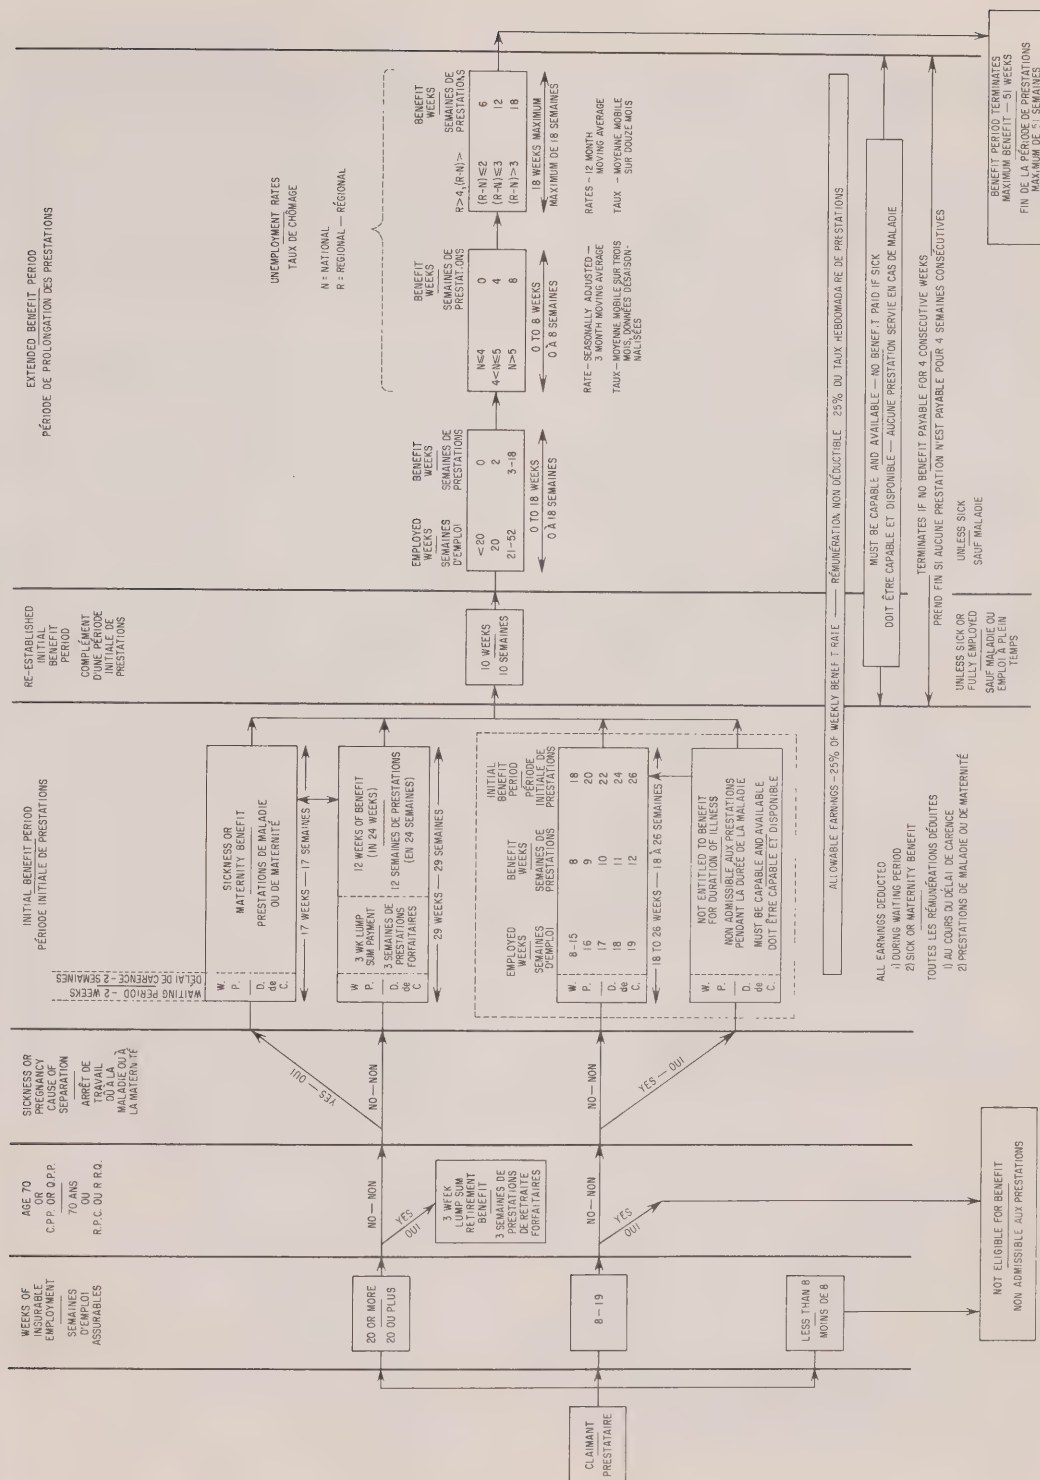 CLAIMANT
PRESTATAIRE
WEEKS OF
INSURABLE
EMPLOYMENT
SEMAINES
D'EMPLOI
ASSURABLES
20 OR MORE
20 OU PLUS
8-19
LESS THAN 8
MOINS DE 8
AGE 70
OR
C.P.P. OR Q.P.P.
70 ANS
OU
R.P.C. OU R.R.Q.
NO — NON
YES
OUI
3 WEEK
LUMP SUM
RETIREMENT
BENEFIT
3 SEMAINES DE
PRESTATIONS
DE RETRAITE
FORFAITAIRES
NO — NON
YES
OUI
NOT ELIGIBLE FOR BENEFIT
NON ADMISSIBLE AUX PRESTATIONS
SICKNESS OR
PREGNANCY
CAUSE OF
SEPARATION
ARRÊT DE
TRAVAIL
DÛ À LA
MALADIE OU À
LA MATERNITÉ
YES — OUI
NO — NON
NO — NON
YES — OUI
INITIAL BENEFIT PERIOD
PÉRIODE INITIALE DE PRESTATIONS
WAITING PERIOD - 2 WEEKS
DÉLAI DE CARENCE - 2 SEMAINES
W.
P.
D.
de
C.
SICKNESS OR
MATERNITY BENEFIT
PRESTATIONS DE MALADIE
OU DE MATERNITÉ
17 WEEKS — 17 SEMAINES
W
P.
D.
de
C.
3 WK LUMP
SUM PAYMENT
3 SEMAINES DE
PRESTATIONS
FORFAITAIRES
12 WEEKS OF BENEFIT
(IN 24 WEEKS)
12 SEMAINES DE PRESTATIONS
(EN 24 SEMAINES)
29 WEEKS — 29 SEMAINES
EMPLOYED WEEKS SEMAINES D'EMPLOI
BENEFIT WEEKS SEMAINES DE PRESTATIONS
INITIAL BENEFIT PERIOD PÉRIODE INITIALE DE PRESTATIONS
W.
P.
D.
de
C.
8-15 8 18
16 9 20
17 10 22
18 11 24
19 12 26
18 TO 26 WEEKS — 18 À 26 SEMAINES
W.
P.
D.
de
C.
NOT ENTITLED TO BENEFIT
FOR DURATION OF ILLNESS
NON ADMISSIBLE AUX PRESTATIONS
PENDANT LA DURÉE DE LA MALADIE
MUST BE CAPABLE AND AVAILABLE
DOIT ÊTRE CAPABLE ET DISPONIBLE
RE-ESTABLISHED
INITIAL
BENEFIT
PERIOD
COMPLÉMENT
D'UNE PÉRIODE
INITIALE DE
PRESTATIONS
10 WEEKS
10 SEMAINES
EXTENDED BENEFIT PERIOD
PÉRIODE DE PROLONGATION DES PRESTATIONS
UNEMPLOYMENT RATES
TAUX DE CHÔMAGE
N = NATIONAL
R = REGIONAL — RÉGIONAL
EMPLOYED WEEKS SEMAINES D'EMPLOI
BENEFIT WEEKS SEMAINES DE PRESTATIONS
<20 0
20 2
21-52 3-18
0 TO 18 WEEKS
0 À 18 SEMAINES
BENEFIT WEEKS
SEMAINES DE PRESTATIONS
N≤4 0
4<N≤5 4
N>5 8
0 TO 8 WEEKS
0 À 8 SEMAINES
RATE — SEASONALLY ADJUSTED —
3 MONTH MOVING AVERAGE
TAUX — MOYENNE MOBILE SUR TROIS
MOIS, DONNÉES DÉSAISON-
NALISÉES
BENEFIT WEEKS
SEMAINES DE PRESTATIONS
R>4,(R-N)>
(R-N)≤2 6
(R-N)≤3 12
(R-N)>3 18
18 WEEKS MAXIMUM
MAXIMUM DE 18 SEMAINES
RATES — 12 MONTH
MOVING AVERAGE
TAUX — MOYENNE MOBILE
SUR DOUZE MOIS
ALLOWABLE EARNINGS - 25% OF WEEKLY BENEFIT RATE — RÉMUNÉRATION NON DÉDUCTIBLE 25% DU TAUX HEBDOMADAIRE DE PRESTATIONS
ALL EARNINGS DEDUCTED
1) DURING WAITING PERIOD
2) SICK OR MATERNITY BENEFIT
TOUTES LES RÉMUNÉRATIONS DÉDUITES
1) AU COURS DU DÉLAI DE CARENCE
2) PRESTATIONS DE MALADIE OU DE MATERNITÉ
MUST BE CAPABLE AND AVAILABLE — NO BENEFIT PAID IF SICK
DOIT ÊTRE CAPABLE ET DISPONIBLE — AUCUNE PRESTATION SERVIE EN CAS DE MALADIE
TERMINATES IF NO BENEFIT PAYABLE FOR 4 CONSECUTIVE WEEKS
PREND FIN SI AUCUNE PRESTATION N'EST PAYABLE POUR 4 SEMAINES CONSÉCUTIVES
UNLESS SICK OR
FULLY EMPLOYED
SAUF MALADIE OU
EMPLOI À PLEIN
TEMPS
UNLESS SICK
SAUF MALADIE
BENEFIT PERIOD TERMINATES
MAXIMUM BENEFIT — 51 WEEKS
FIN DE LA PÉRIODE DE PRESTATIONS
MAXIMUM DE 51 SEMAINES